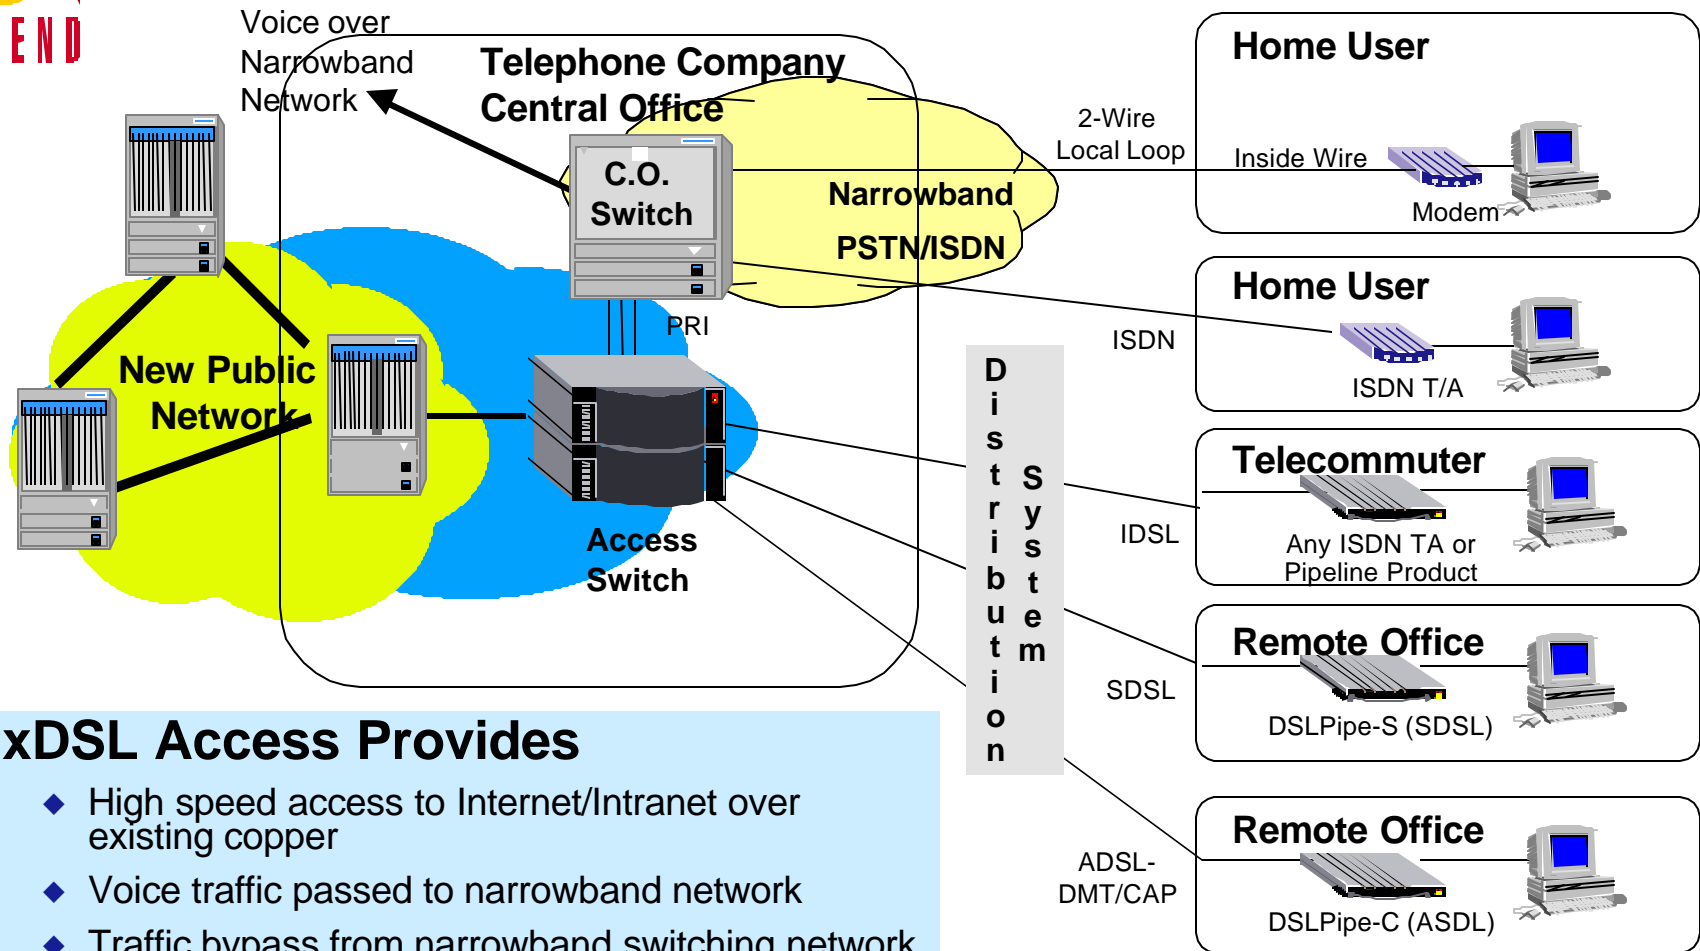 END
Voice over
Narrowband
Network
Telephone Company
Central Office
C.O.
Switch
Narrowband
PSTN/ISDN
PRI
New Public
Network
Access
Switch
Distribution
System
2-Wire
Local Loop
ISDN
IDSL
SDSL
ADSL-
DMT/CAP
Home User
Inside Wire
Modem
Home User
ISDN T/A
Telecommuter
Any ISDN TA or
Pipeline Product
Remote Office
DSLPipe-S (SDSL)
Remote Office
DSLPipe-C (ASDL)
xDSL Access Provides
High speed access to Internet/Intranet over
existing copper
Voice traffic passed to narrowband network
Traffic bypass from narrowband switching network